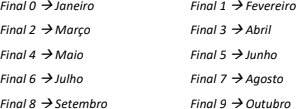 Final 0 → Janeiro Final 1 → Fevereiro
Final 2 → Março Final 3 → Abril
Final 4 → Maio Final 5 → Junho
Final 6 → Julho Final 7 → Agosto
Final 8 → Setembro Final 9 → Outubro